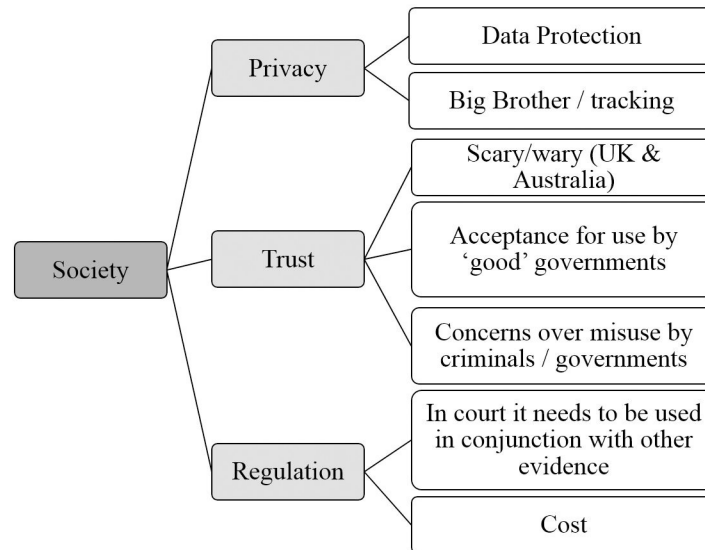 Society
Privacy
Data Protection
Big Brother / tracking
Trust
Scary/wary (UK &
Australia)
Acceptance for use by
‘good’ governments
Concerns over misuse by
criminals / governments
Regulation
In court it needs to be used
in conjunction with other
evidence
Cost